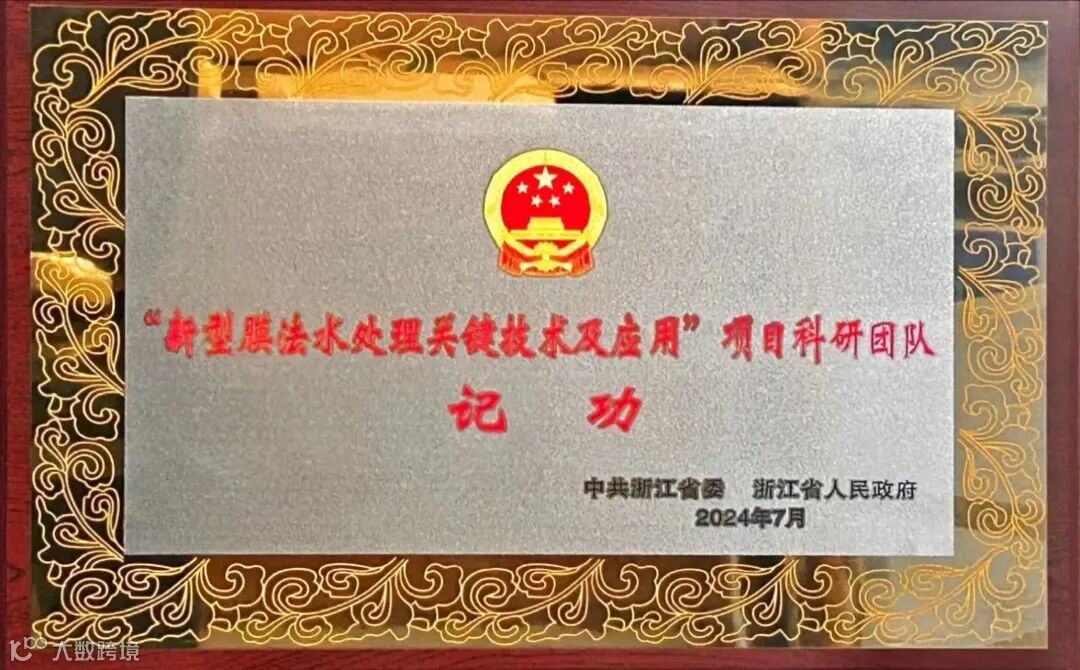 “新型膜法水处理关键技术及应用”项目科研团队
记 功
中共浙江省委 浙江省人民政府
2024年7月
大数跨境